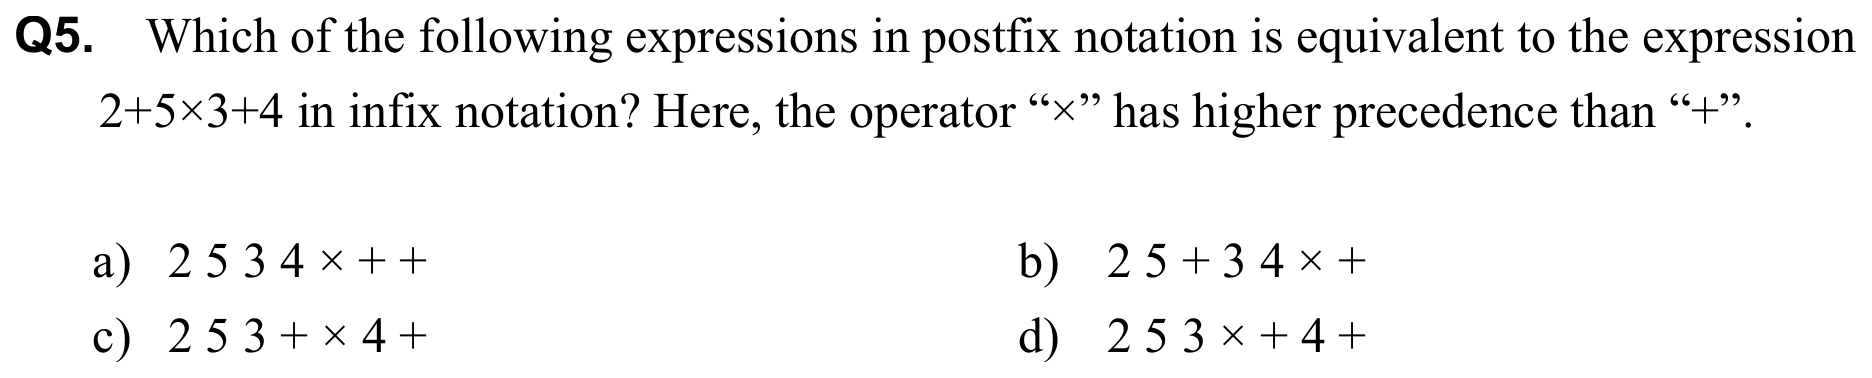 Q5. Which of the following expressions in postfix notation is equivalent to the expression
2+5×3+4 in infix notation? Here, the operator “×” has higher precedence than “+”.
a) 2 5 3 4 × + + b) 2 5 + 3 4 × +
c) 2 5 3 + × 4 + d) 2 5 3 × + 4 +